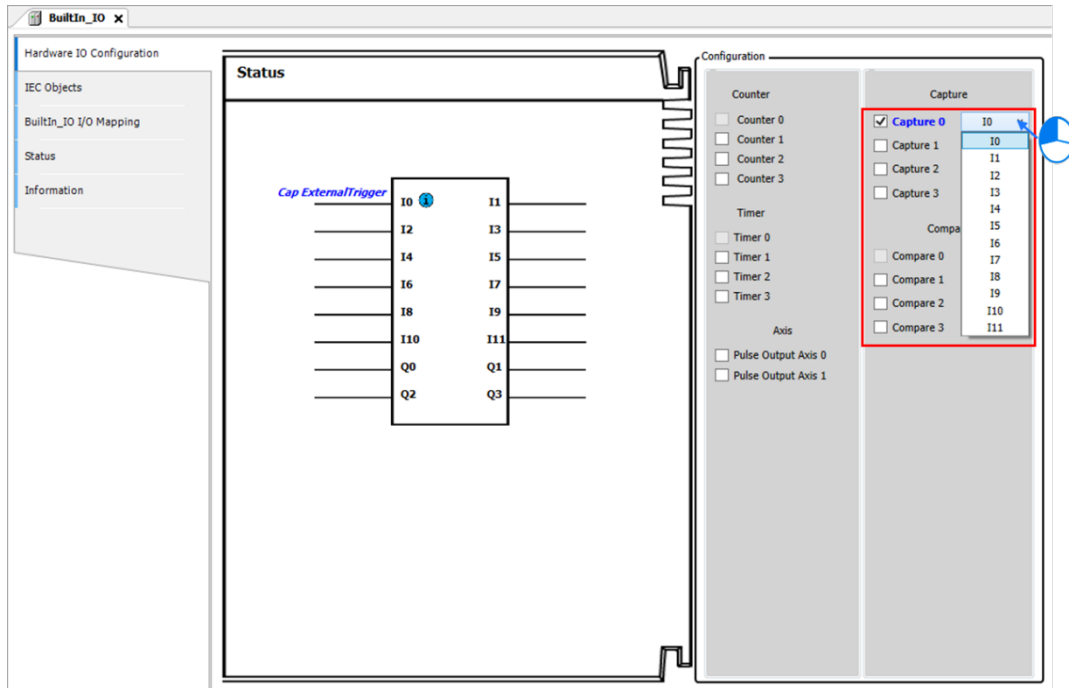 BuiltIn_IO X
Hardware IO Configuration
IEC Objects
BuiltIn_IO I/O Mapping
Status
Information
Status
Cap ExternalTrigger
I0 1 I1
I2 I3
I4 I5
I6 I7
I8 I9
I10 I11
Q0 Q1
Q2 Q3
Configuration
Counter
Counter 0
Counter 1
Counter 2
Counter 3
Timer
Timer 0
Timer 1
Timer 2
Timer 3
Axis
Pulse Output Axis 0
Pulse Output Axis 1
Capture
Capture 0 I0
Capture 1
Capture 2
Capture 3
Compa
Compare 0
Compare 1
Compare 2
Compare 3
I0
I1
I2
I3
I4
I5
I6
I7
I8
I9
I10
I11